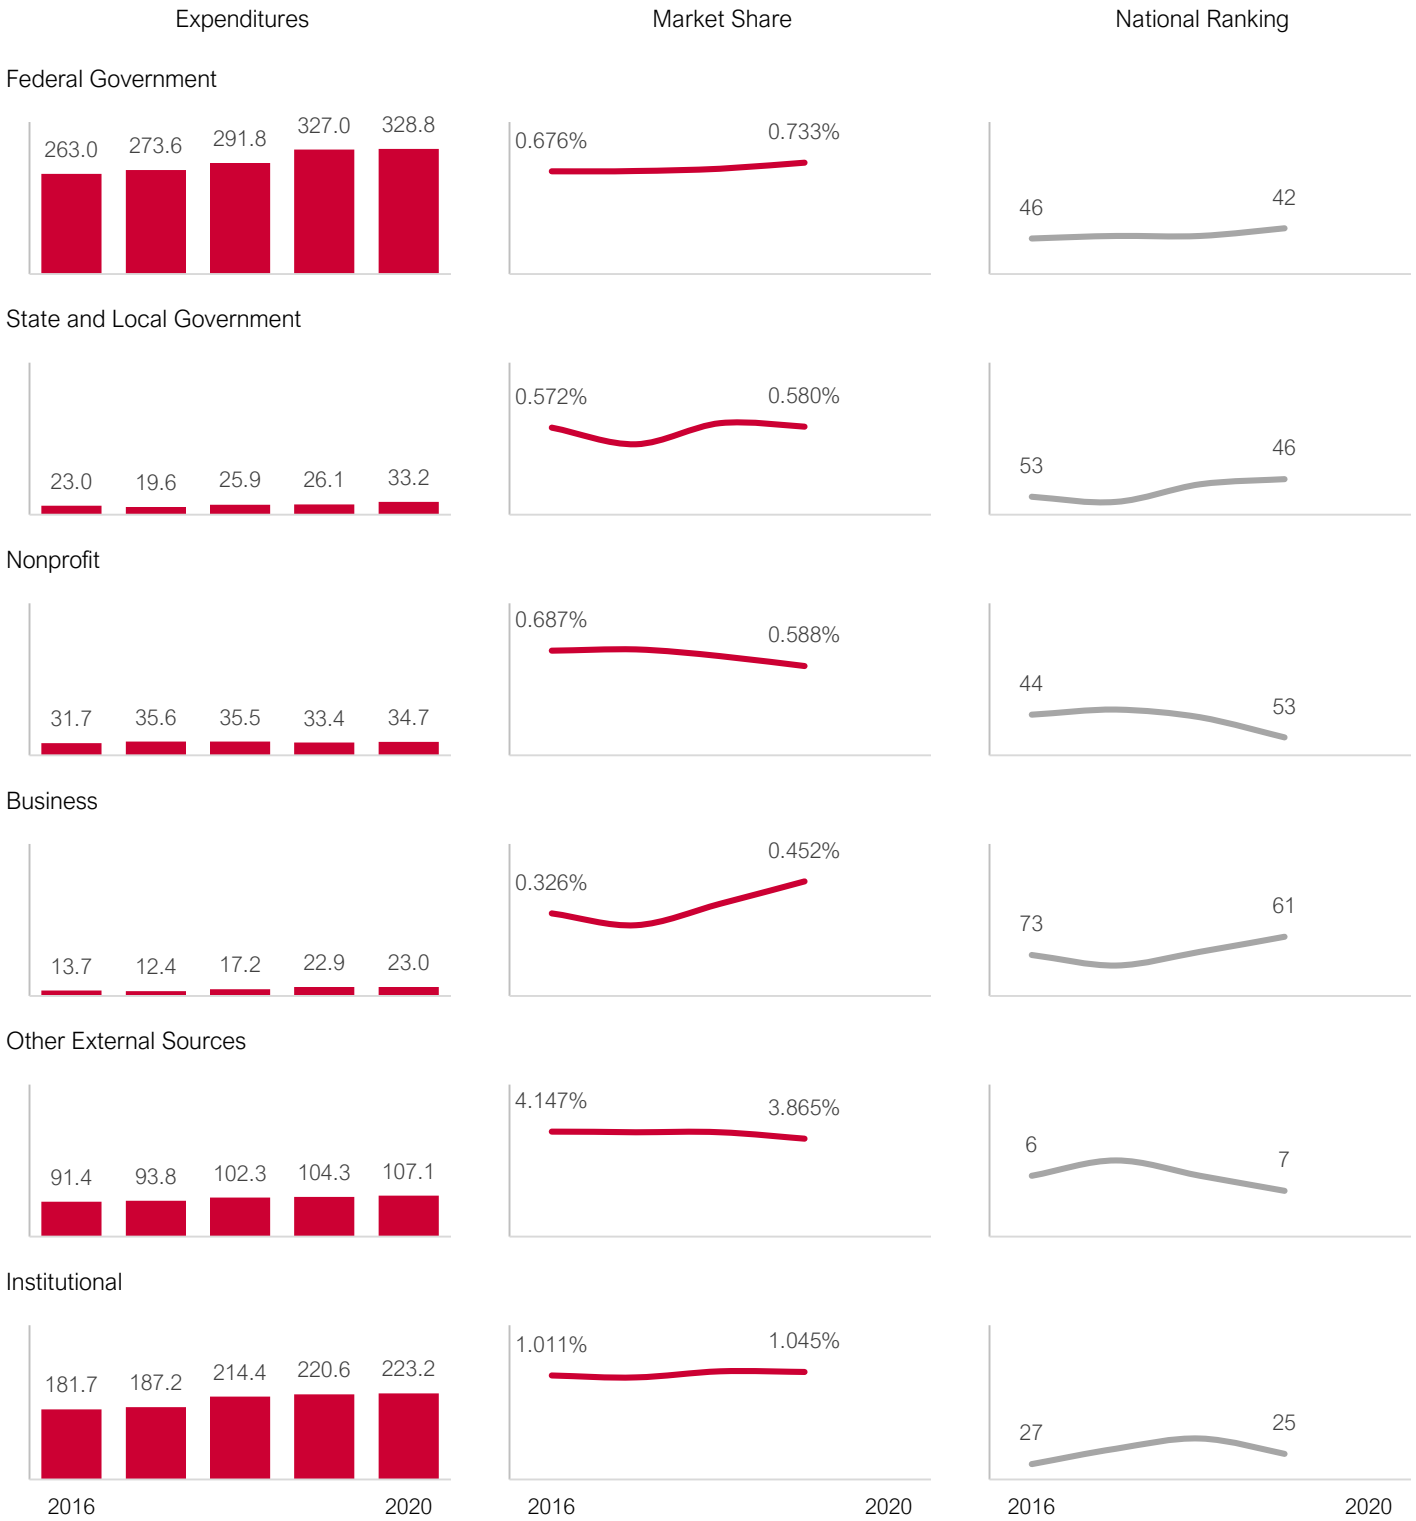 Expenditures Market Share National Ranking
Federal Government
263.0 273.6 291.8 327.0 328.8
0.676% 0.733%
46 42
State and Local Government
23.0 19.6 25.9 26.1 33.2
0.572% 0.580%
53 46
Nonprofit
31.7 35.6 35.5 33.4 34.7
0.687% 0.588%
44 53
Business
13.7 12.4 17.2 22.9 23.0
0.326% 0.452%
73 61
Other External Sources
91.4 93.8 102.3 104.3 107.1
4.147% 3.865%
6 7
Institutional
181.7 187.2 214.4 220.6 223.2
1.011% 1.045%
27 25
2016 2020 2016 2020 2016 2020